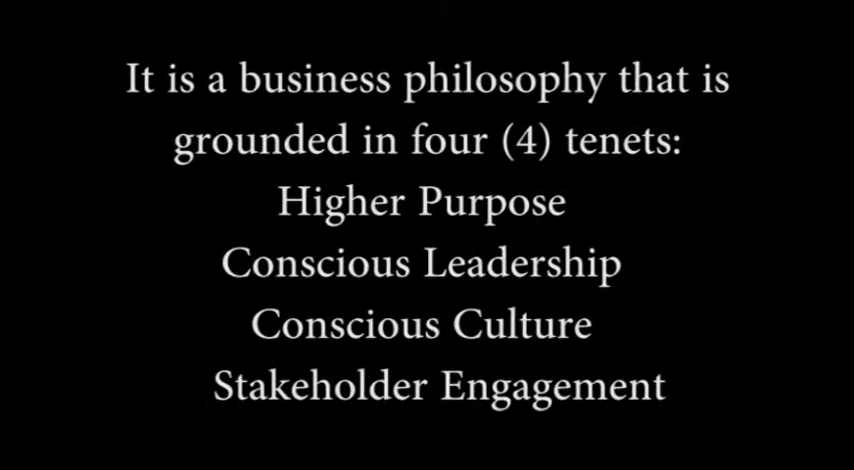 It is a business philosophy that is
grounded in four (4) tenets:
Higher Purpose
Conscious Leadership
Conscious Culture
Stakeholder Engagement